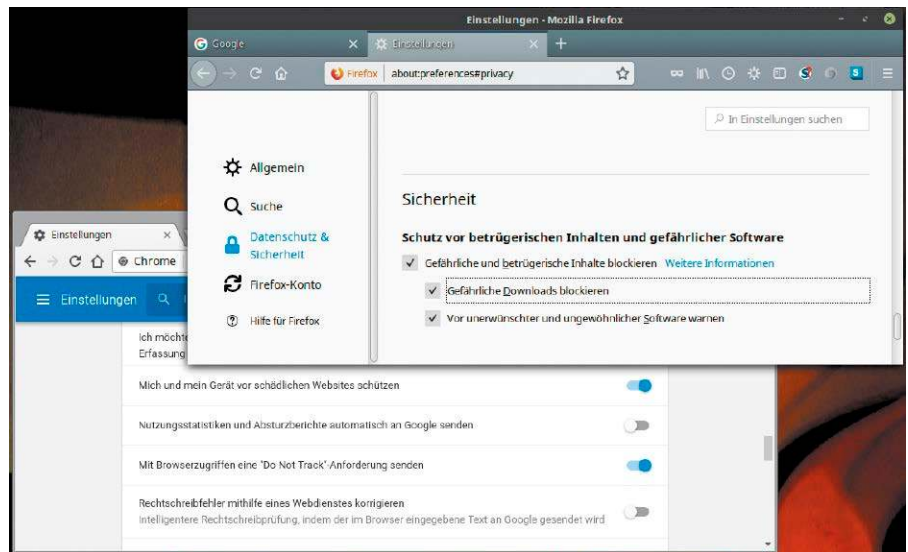 Einstellungen - Mozilla Firefox
Google
Einstellungen
Firefox about:preferences#privacy
In Einstellungen suchen
Allgemein
Suche
Datenschutz &
Sicherheit
Firefox-Konto
Hilfe für Firefox
Sicherheit
Schutz vor betrügerischen Inhalten und gefährlicher Software
Gefährliche und betrügerische Inhalte blockieren Weitere Informationen
Gefährliche Downloads blockieren
Vor unerwünschter und ungewöhnlicher Software warnen
Einstellungen
Chrome
Einstellungen
Ich möchte
Erfassung
Mich und mein Gerät vor schädlichen Websites schützen
Nutzungsstatistiken und Absturzberichte automatisch an Google senden
Mit Browserzugriffen eine "Do Not Track"-Anforderung senden
Rechtschreibfehler mithilfe eines Webdienstes korrigieren
Intelligentere Rechtschreibprüfung, indem der im Browser eingegebene Text an Google gesendet wird